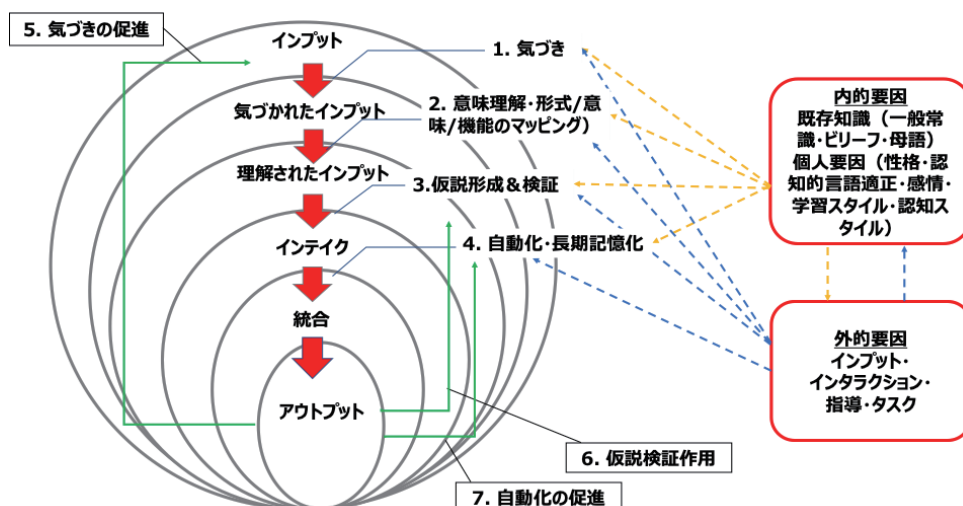 5. 気づきの促進
インプット
1. 気づき
気づかれたインプット
2. 意味理解・形式/意
味/機能のマッピング）
理解されたインプット
3.仮説形成＆検証
インテイク
4. 自動化・長期記憶化
統合
アウトプット
6. 仮説検証作用
7. 自動化の促進
内的要因
既存知識（一般常
識・ビリーフ・母語）
個人要因（性格・認
知的言語適正・感情・
学習スタイル・認知ス
タイル）
外的要因
インプット・
インタラクション・
指導・タスク